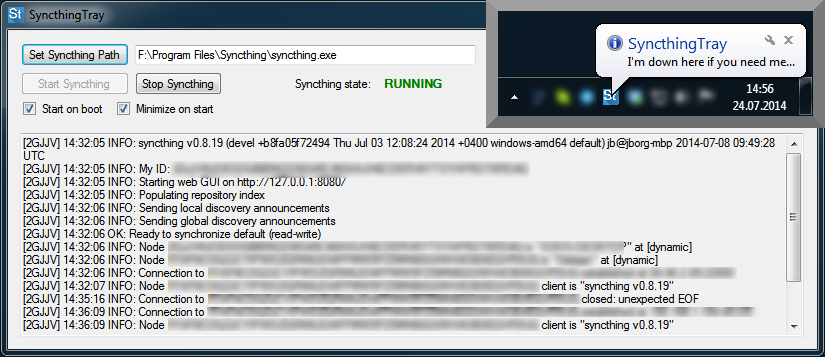 St SyncthingTray
Set Syncthing Path F:\Program Files\Syncthing\syncthing.exe
Start Syncthing Stop Syncthing Syncthing state: RUNNING
Start on boot Minimize on start
SyncthingTray
I'm down here if you need me...
St
14:56
24.07.2014
[2GJJV] 14:32:05 INFO: syncthing v0.8.19 (devel +b8fa05f72494 Thu Jul 03 12:08:24 2014 +0400 windows-amd64 default) jb@jborg-mbp 2014-07-08 09:49:28
UTC
[2GJJV] 14:32:05 INFO: My ID:
[2GJJV] 14:32:05 INFO: Starting web GUI on http://127.0.0.1:8080/
[2GJJV] 14:32:05 INFO: Populating repository index
[2GJJV] 14:32:06 INFO: Sending local discovery announcements
[2GJJV] 14:32:06 INFO: Sending global discovery announcements
[2GJJV] 14:32:06 OK: Ready to synchronize default (read-write)
[2GJJV] 14:32:06 INFO: Node " at [dynamic]
[2GJJV] 14:32:06 INFO: Node " at [dynamic]
[2GJJV] 14:32:06 INFO: Connection to
[2GJJV] 14:32:07 INFO: Node client is "syncthing v0.8.19"
[2GJJV] 14:35:16 INFO: Connection to closed: unexpected EOF
[2GJJV] 14:36:09 INFO: Connection to
[2GJJV] 14:36:09 INFO: Node client is "syncthing v0.8.19"